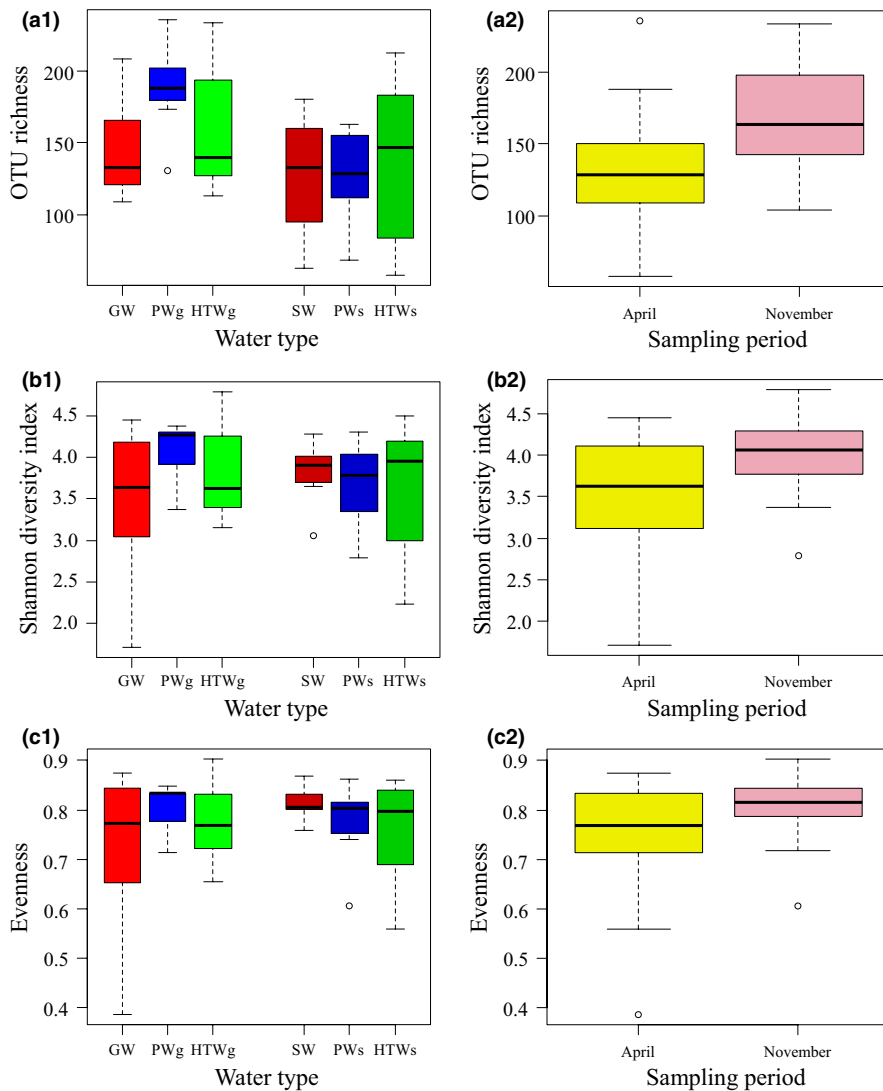 (a1)
OTU richness
200
150
100
GW PWg HTWg SW PWs HTWs
Water type
(a2)
OTU richness
200
150
100
April November
Sampling period
(b1)
Shannon diversity index
4.5
4.0
3.5
3.0
2.5
2.0
GW PWg HTWg SW PWs HTWs
Water type
(b2)
Shannon diversity index
4.5
4.0
3.5
3.0
2.5
2.0
April November
Sampling period
(c1)
Evenness
0.9
0.8
0.7
0.6
0.5
0.4
GW PWg HTWg SW PWs HTWs
Water type
(c2)
Evenness
0.9
0.8
0.7
0.6
0.5
0.4
April November
Sampling period